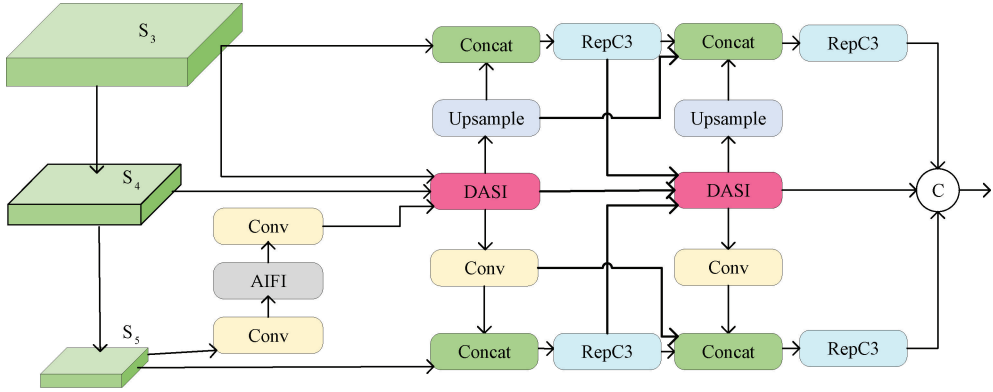 S3
Concat
RepC3
Concat
RepC3
Upsample
Upsample
S4
DASI
DASI
C
Conv
Conv
Conv
AIFI
S5
Conv
Concat
RepC3
Concat
RepC3